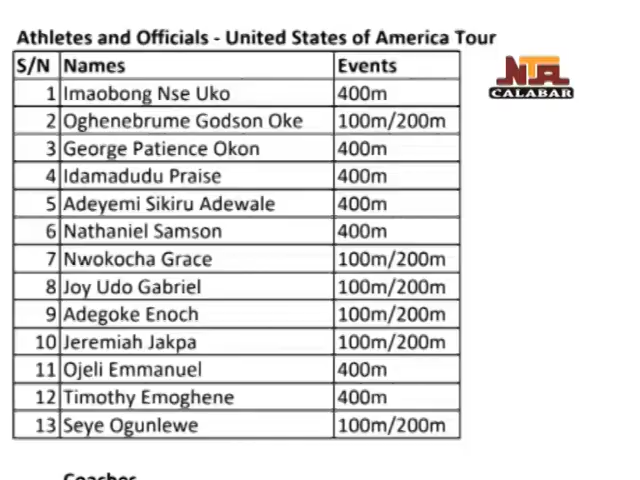 Athletes and Officials - United States of America Tour
S/N Names Events
1 Imaobong Nse Uko 400m
2 Oghenebrume Godson Oke 100m/200m
3 George Patience Okon 400m
4 Idamadudu Praise 400m
5 Adeyemi Sikiru Adewale 400m
6 Nathaniel Samson 400m
7 Nwokocha Grace 100m/200m
8 Joy Udo Gabriel 100m/200m
9 Adegoke Enoch 100m/200m
10 Jeremiah Jakpa 100m/200m
11 Ojeli Emmanuel 400m
12 Timothy Emoghene 400m
13 Seye Ogunlewe 100m/200m
Coaches
NTA
CALABAR